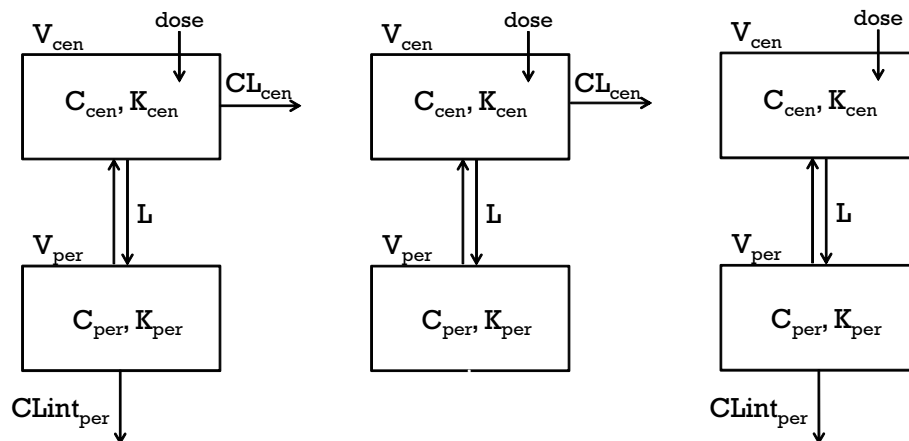 V_cen
dose
C_cen, K_cen
CL_cen
L
V_per
C_per, K_per
CLint_per
V_cen
dose
C_cen, K_cen
CL_cen
L
V_per
C_per, K_per
V_cen
dose
C_cen, K_cen
L
V_per
C_per, K_per
CLint_per